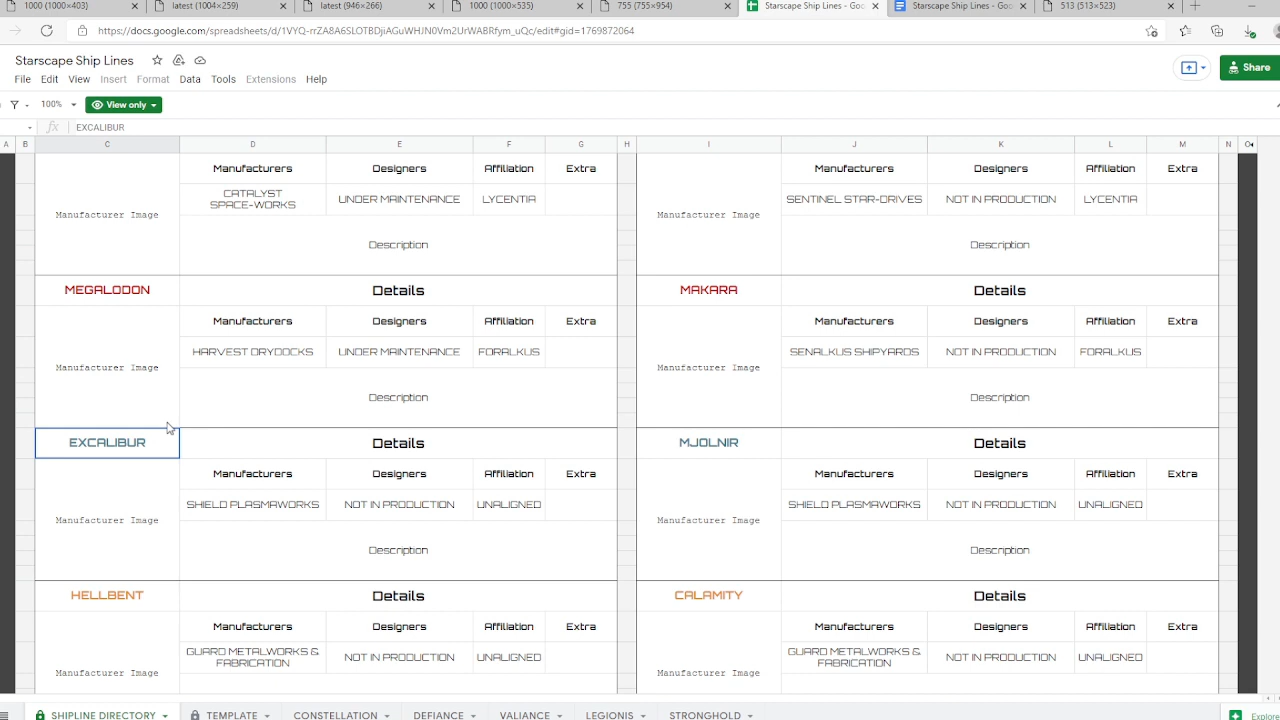 1000 (1000×403)
latest (1004×259)
latest (946×266)
1000 (1000×535)
755 (755×954)
Starscape Ship Lines - Goo
Starscape Ship Lines - Goo
513 (513×523)
https://docs.google.com/spreadsheets/d/1VYQ-rrZA8A6SLOTBDjiAGuWHJN0Vm2UrWABRfym_uQc/edit#gid=1769872064
Starscape Ship Lines
File Edit View Insert Format Data Tools Extensions Help
Share
100% View only
fx EXCALIBUR
A B C D E F G H I J K L M N O
Manufacturers Designers Affiliation Extra Manufacturers Designers Affiliation Extra
CATALYST
SPACE-WORKS UNDER MAINTENANCE LYCENTIA SENTINEL STAR-DRIVES NOT IN PRODUCTION LYCENTIA
Manufacturer Image Manufacturer Image
Description Description
MEGALODON Details MAKARA Details
Manufacturers Designers Affiliation Extra Manufacturers Designers Affiliation Extra
HARVEST DRYDOCKS UNDER MAINTENANCE FORALKUS SENALKUS SHIPYARDS NOT IN PRODUCTION FORALKUS
Manufacturer Image Manufacturer Image
Description Description
EXCALIBUR Details MJOLNIR Details
Manufacturers Designers Affiliation Extra Manufacturers Designers Affiliation Extra
SHIELD PLASMAWORKS NOT IN PRODUCTION UNALIGNED SHIELD PLASMAWORKS NOT IN PRODUCTION UNALIGNED
Manufacturer Image Manufacturer Image
Description Description
HELLBENT Details CALAMITY Details
Manufacturers Designers Affiliation Extra Manufacturers Designers Affiliation Extra
GUARD METALWORKS &
FABRICATION NOT IN PRODUCTION UNALIGNED GUARD METALWORKS &
FABRICATION NOT IN PRODUCTION UNALIGNED
Manufacturer Image Manufacturer Image
SHIPLINE DIRECTORY TEMPLATE CONSTELLATION DEFIANCE VALIANCE LEGIONIS STRONGHOLD Explore